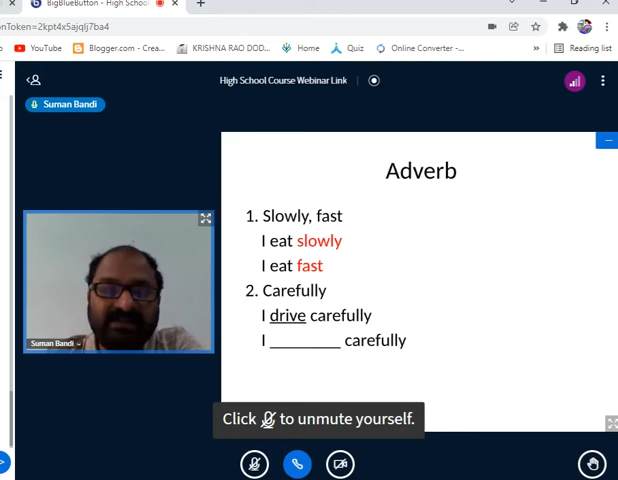 BigBlueButton - High School
onToken=2kpt4x5ajqlj7ba4
YouTube
Blogger.com - Crea...
KRISHNA RAO DOD...
Home
Quiz
Online Converter -...
»
Reading list
High School Course Webinar Link
Suman Bandi
Adverb
1. Slowly, fast
I eat slowly
I eat fast
2. Carefully
I drive carefully
I ________ carefully
Suman Bandi
Click to unmute yourself.